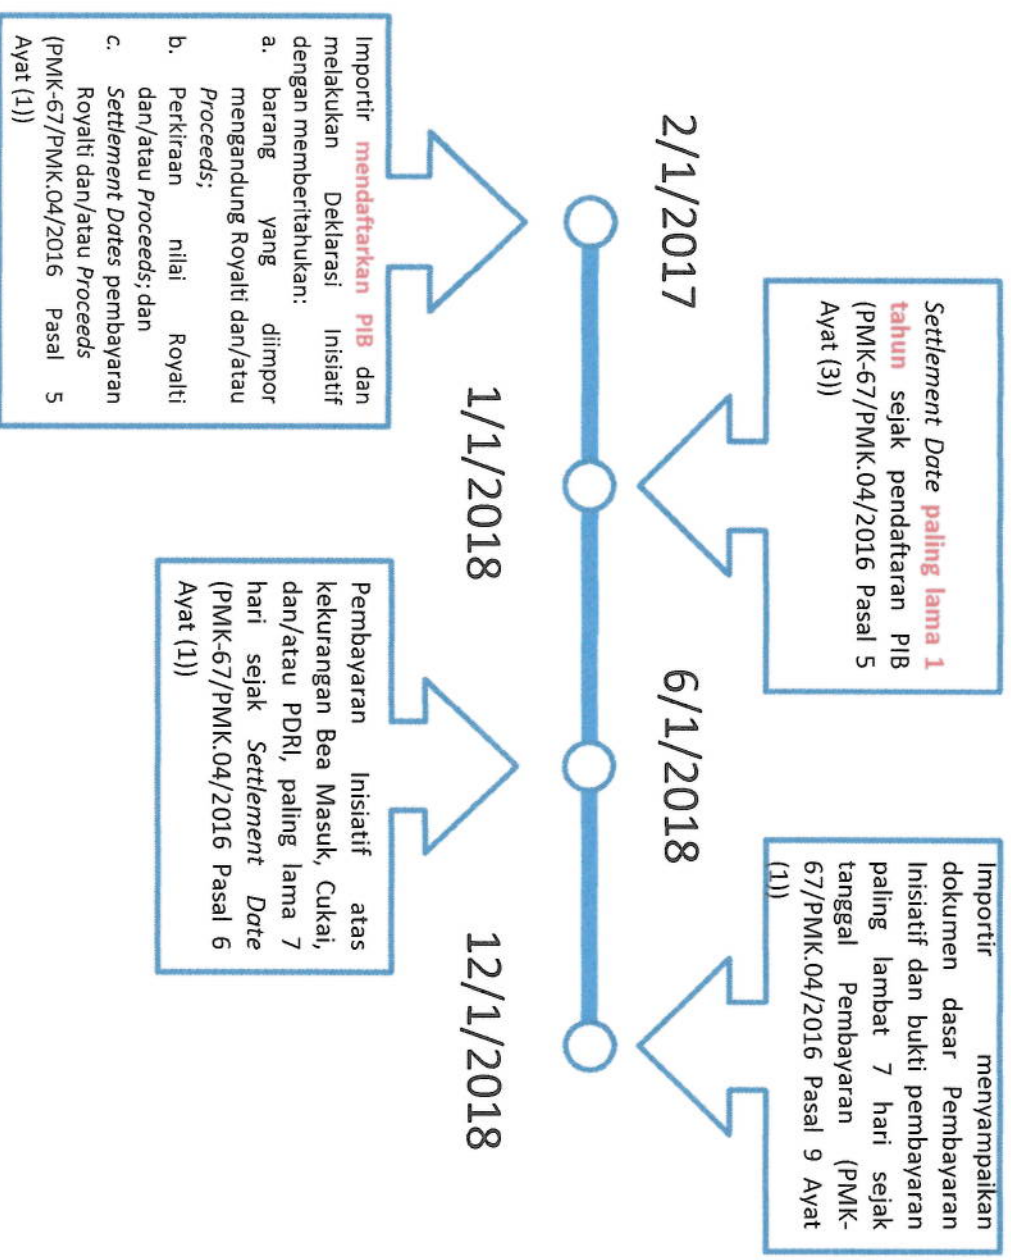 Settlement Date paling lama 1
tahun sejak pendaftaran PIB
(PMK-67/PMK.04/2016 Pasal 5
Ayat (3))
Importir menyampaikan
dokumen dasar Pembayaran
Inisiatif dan bukti pembayaran
paling lambat 7 hari sejak
tanggal Pembayaran (PMK-
67/PMK.04/2016 Pasal 9 Ayat
(1))
2/1/2017
6/1/2018
1/1/2018
12/1/2018
Importir mendaftarkan PIB dan
melakukan Deklarasi Inisiatif
dengan memberitahukan:
a. barang yang diimpor
mengandung Royalti dan/atau
Proceeds;
b. Perkiraan nilai Royalti
dan/atau Proceeds; dan
c. Settlement Dates pembayaran
Royalti dan/atau Proceeds
(PMK-67/PMK.04/2016 Pasal 5
Ayat (1))
Pembayaran Inisiatif atas
kekurangan Bea Masuk, Cukai,
dan/atau PDRI, paling lama 7
hari sejak Settlement Date
(PMK-67/PMK.04/2016 Pasal 6
Ayat (1))